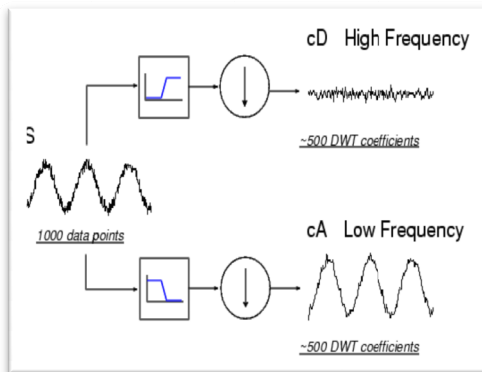 cD High Frequency
~500 DWT coefficients
S
1000 data points
cA Low Frequency
~500 DWT coefficients